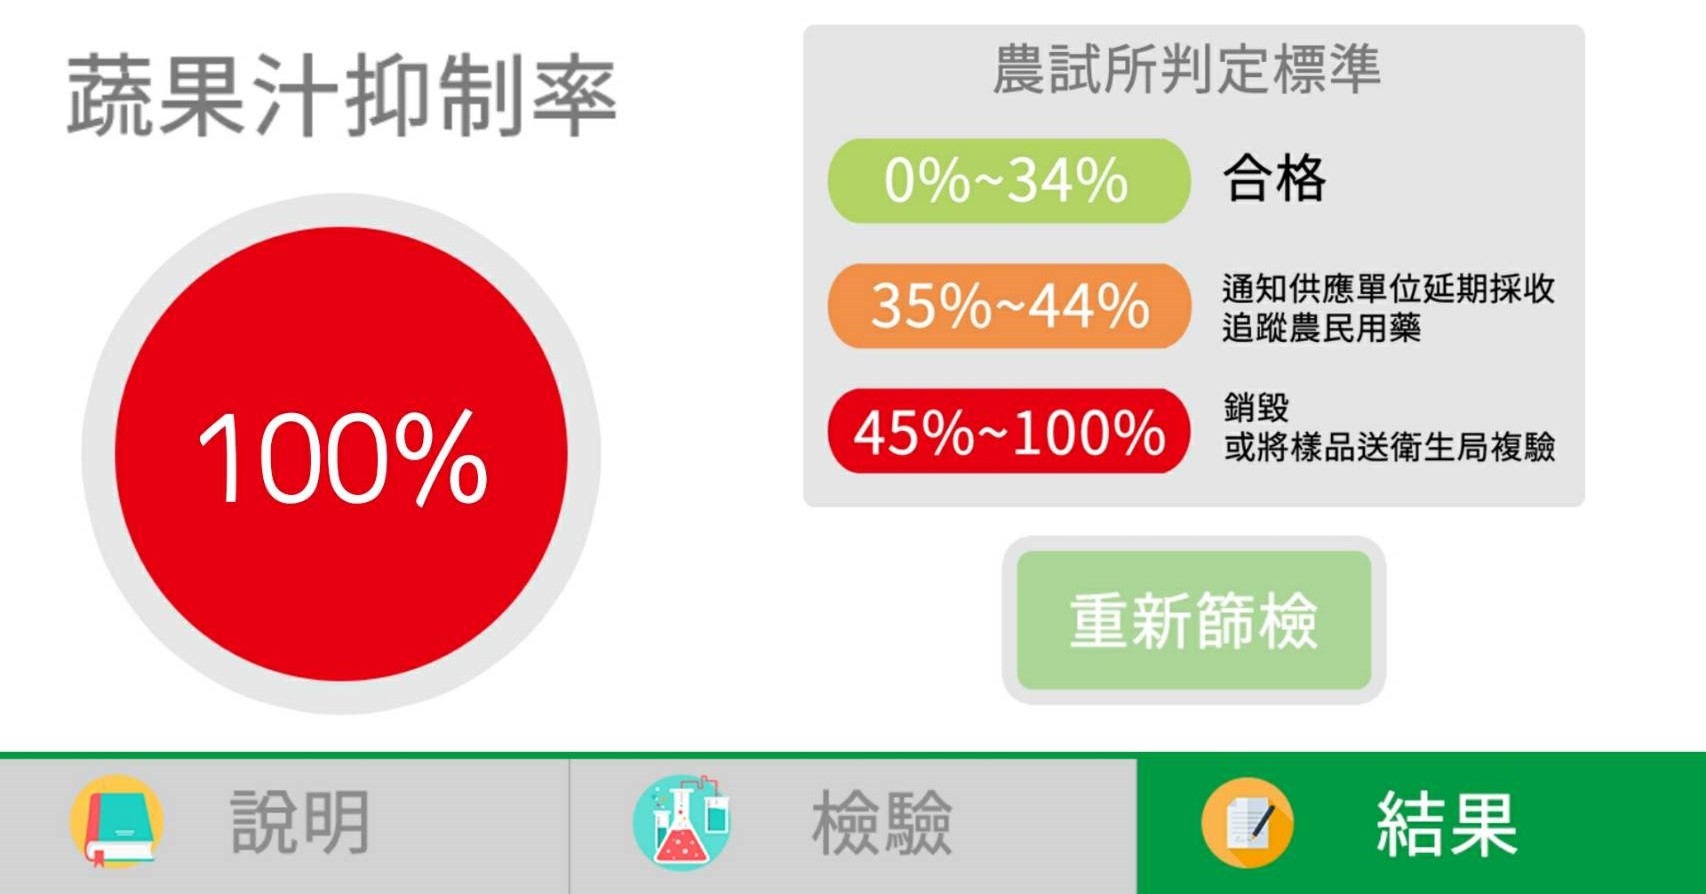 蔬果汁抑制率
100%
農試所判定標準
0%~34%
合格
35%~44%
通知供應單位延期採收
追蹤農民用藥
45%~100%
銷毀
或將樣品送衛生局複驗
重新篩檢
說明
檢驗
結果